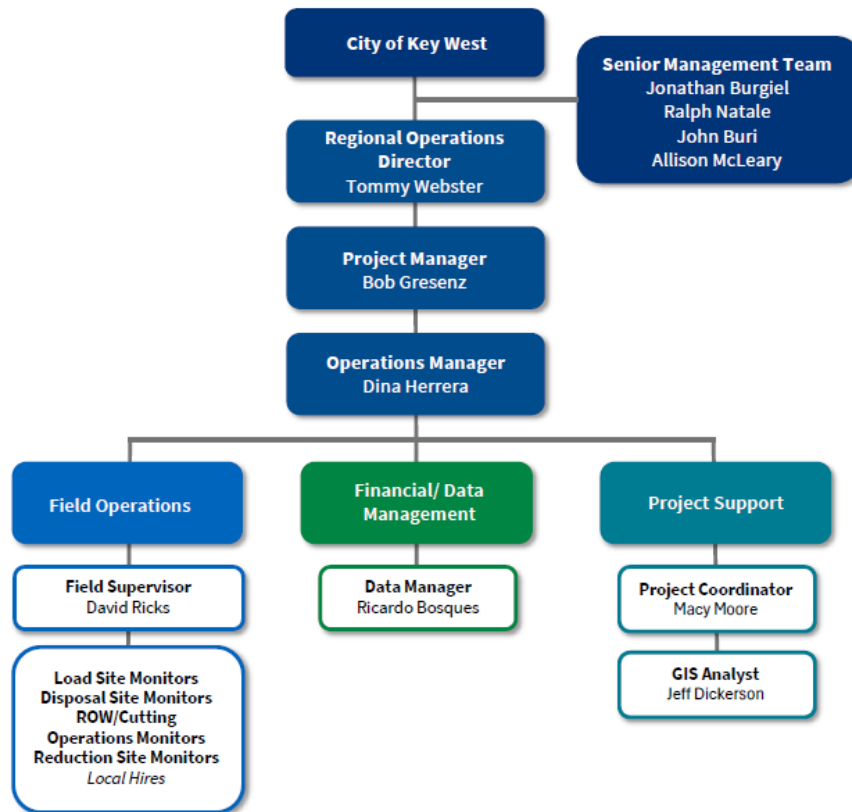 City of Key West
Senior Management Team
Jonathan Burgiel
Ralph Natale
John Buri
Allison McLeary
Regional Operations
Director
Tommy Webster
Project Manager
Bob Gresenz
Operations Manager
Dina Herrera
Field Operations
Financial/ Data
Management
Project Support
Field Supervisor
David Ricks
Data Manager
Ricardo Bosques
Project Coordinator
Macy Moore
Load Site Monitors
Disposal Site Monitors
ROW/Cutting
Operations Monitors
Reduction Site Monitors
Local Hires
GIS Analyst
Jeff Dickerson